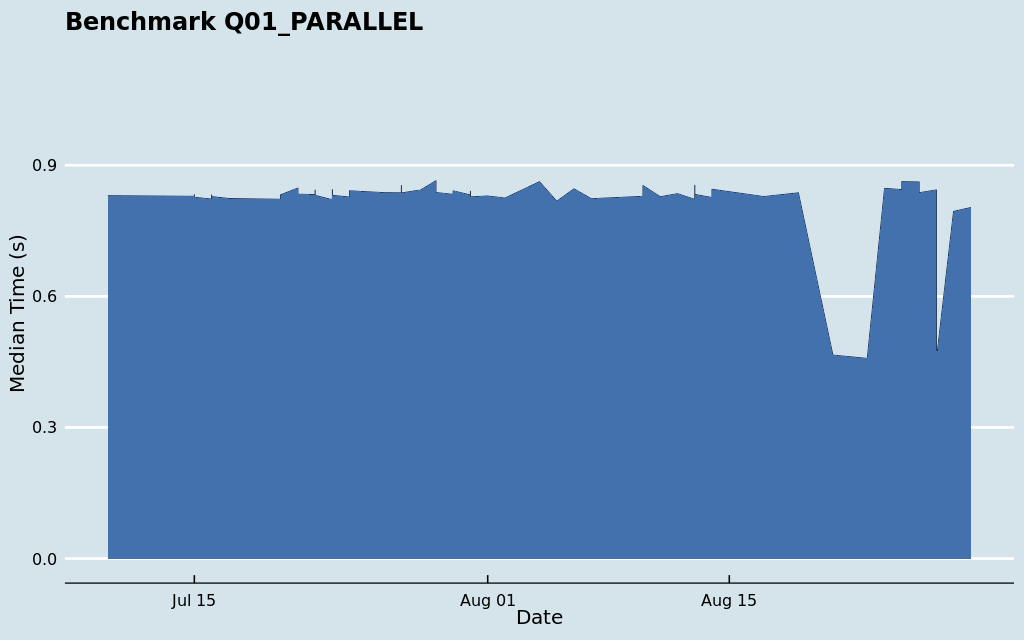 Benchmark Q01_PARALLEL
0.9
0.6
0.3
0.0
Median Time (s)
Jul 15
Aug 01
Aug 15
Date